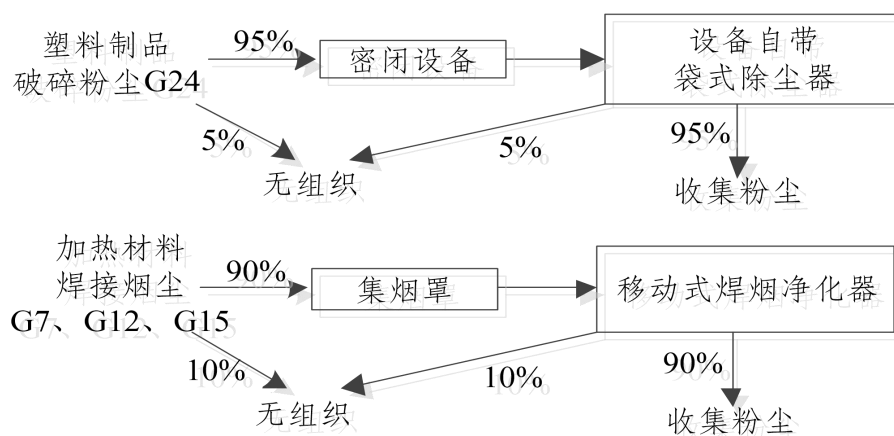 塑料制品
破碎粉尘G24
95%
密闭设备
设备自带
袋式除尘器
5%
5%
95%
无组织
收集粉尘
加热材料
焊接烟尘
G7、G12、G15
90%
集烟罩
移动式焊烟净化器
10%
10%
90%
无组织
收集粉尘